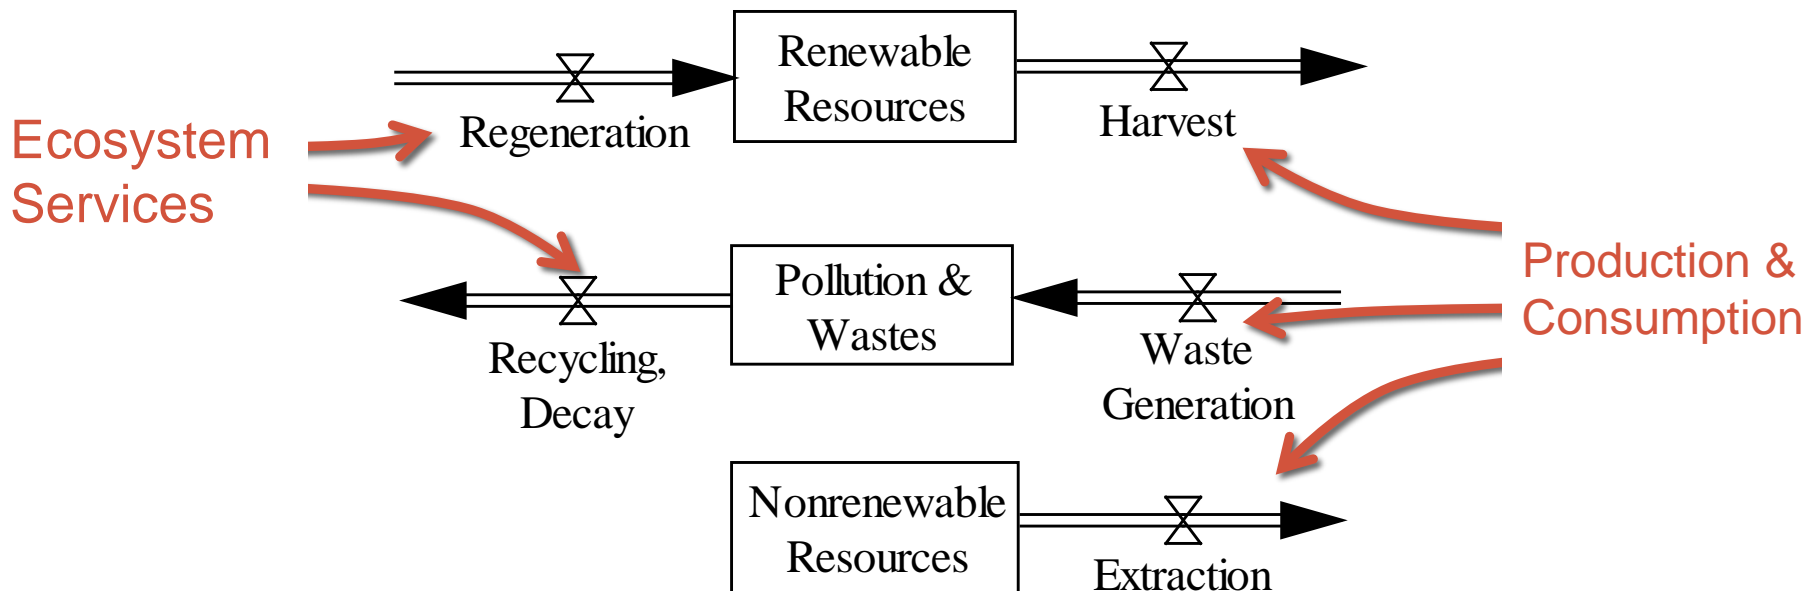 Renewable
Resources
Regeneration
Harvest
Ecosystem
Services
Pollution &
Wastes
Production &
Consumption
Recycling,
Decay
Waste
Generation
Nonrenewable
Resources
Extraction